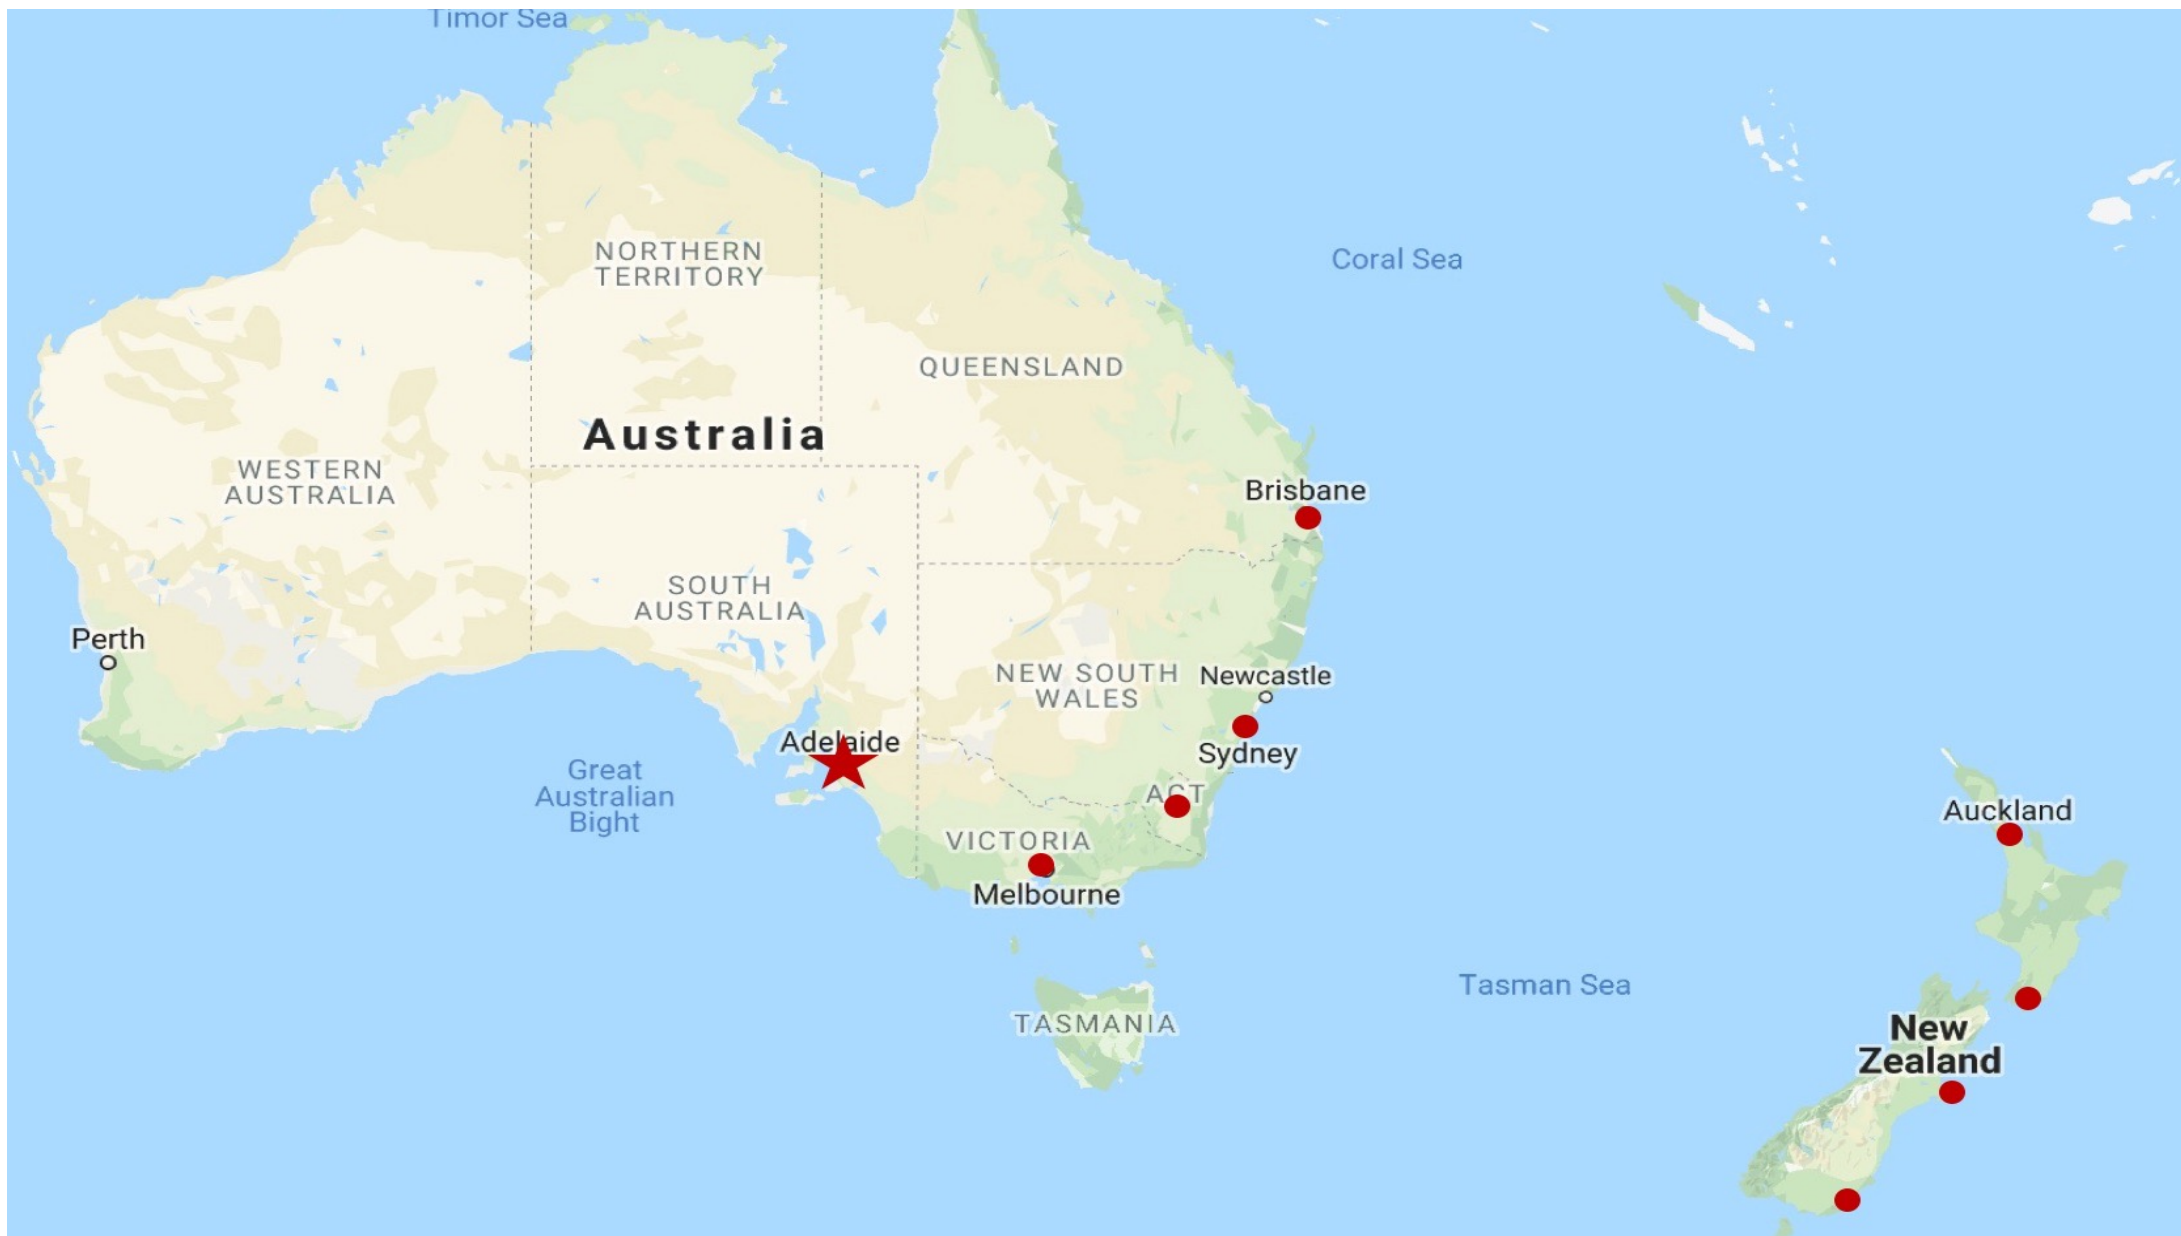 Timor Sea
NORTHERN
TERRITORY
Coral Sea
QUEENSLAND
Australia
WESTERN
AUSTRALIA
Brisbane
SOUTH
AUSTRALIA
Perth
NEW SOUTH
WALES
Newcastle
Adelaide
Sydney
Great
Australian
Bight
ACT
Auckland
VICTORIA
Melbourne
Tasman Sea
TASMANIA
New
Zealand